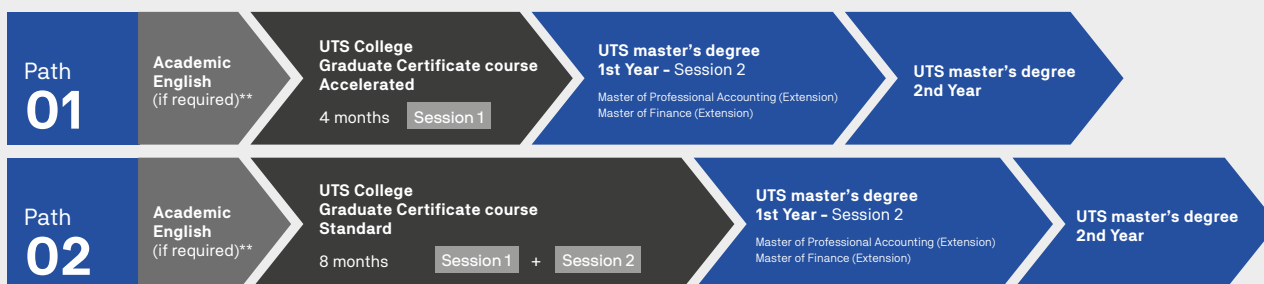 Path
01
Academic
English
(if required)**
UTS College
Graduate Certificate course
Accelerated
4 months Session 1
UTS master's degree
1st Year - Session 2
Master of Professional Accounting (Extension)
Master of Finance (Extension)
UTS master's degree
2nd Year
Path
02
Academic
English
(if required)**
UTS College
Graduate Certificate course
Standard
8 months Session 1 + Session 2
UTS master's degree
1st Year - Session 2
Master of Professional Accounting (Extension)
Master of Finance (Extension)
UTS master's degree
2nd Year